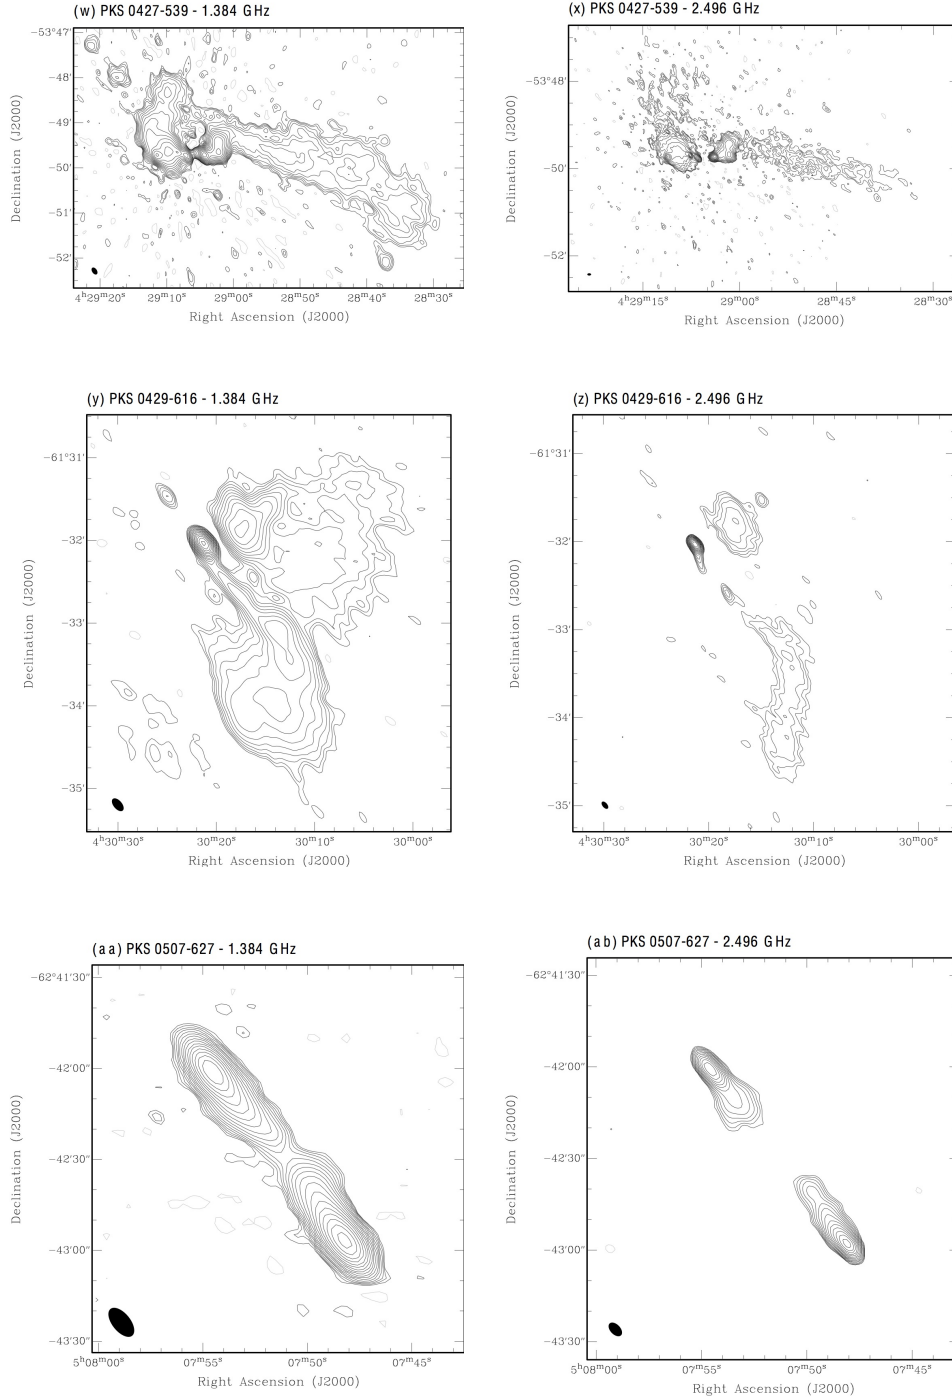 (w) PKS 0427-539 - 1.384 GHz
−53°47'
−48'
−49'
−50'
−51'
−52'
Declination (J2000)
4ʰ29ᵐ20ˢ
29ᵐ10ˢ
29ᵐ00ˢ
28ᵐ50ˢ
28ᵐ40ˢ
28ᵐ30ˢ
Right Ascension (J2000)
(x) PKS 0427-539 - 2.496 GHz
−53°48'
−50'
−52'
Declination (J2000)
4ʰ29ᵐ15ˢ
29ᵐ00ˢ
28ᵐ45ˢ
28ᵐ30ˢ
Right Ascension (J2000)
(y) PKS 0429-616 - 1.384 GHz
−61°31'
−32'
−33'
−34'
−35'
Declination (J2000)
4ʰ30ᵐ30ˢ
30ᵐ20ˢ
30ᵐ10ˢ
30ᵐ00ˢ
Right Ascension (J2000)
(z) PKS 0429-616 - 2.496 GHz
−61°31'
−32'
−33'
−34'
−35'
Declination (J2000)
4ʰ30ᵐ30ˢ
30ᵐ20ˢ
30ᵐ10ˢ
30ᵐ00ˢ
Right Ascension (J2000)
(aa) PKS 0507-627 - 1.384 GHz
−62°41'30"
−42'00"
−42'30"
−43'00"
−43'30"
Declination (J2000)
5ʰ08ᵐ00ˢ
07ᵐ55ˢ
07ᵐ50ˢ
07ᵐ45ˢ
Right Ascension (J2000)
(ab) PKS 0507-627 - 2.496 GHz
−62°41'30"
−42'00"
−42'30"
−43'00"
−43'30"
Declination (J2000)
5ʰ08ᵐ00ˢ
07ᵐ55ˢ
07ᵐ50ˢ
07ᵐ45ˢ
Right Ascension (J2000)